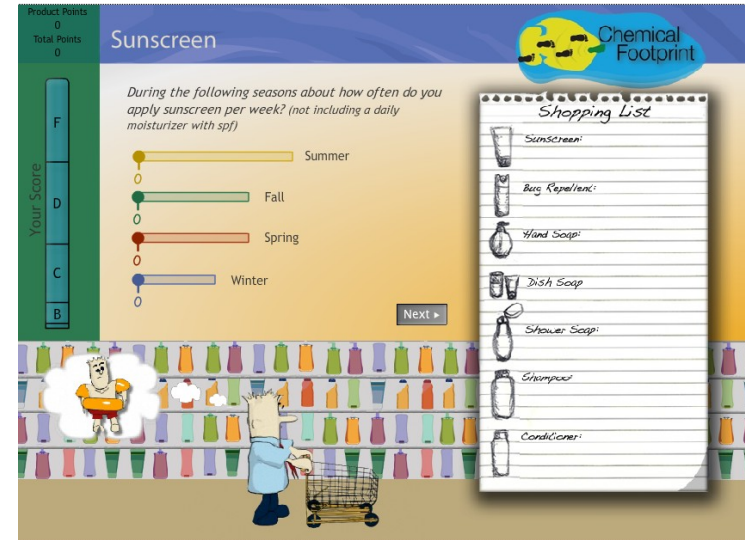 Product Points
0
Total Points
0
Sunscreen
Chemical
Footprint
Your Score
F
D
C
B
During the following seasons about how often do you
apply sunscreen per week? (not including a daily
moisturizer with spf)
Summer
0
Fall
0
Spring
0
Winter
0
Next
Shopping List
Sunscreen:
Bug Repellent:
Hand Soap:
Dish Soap
Shower Soap:
Shampoo:
Conditioner: